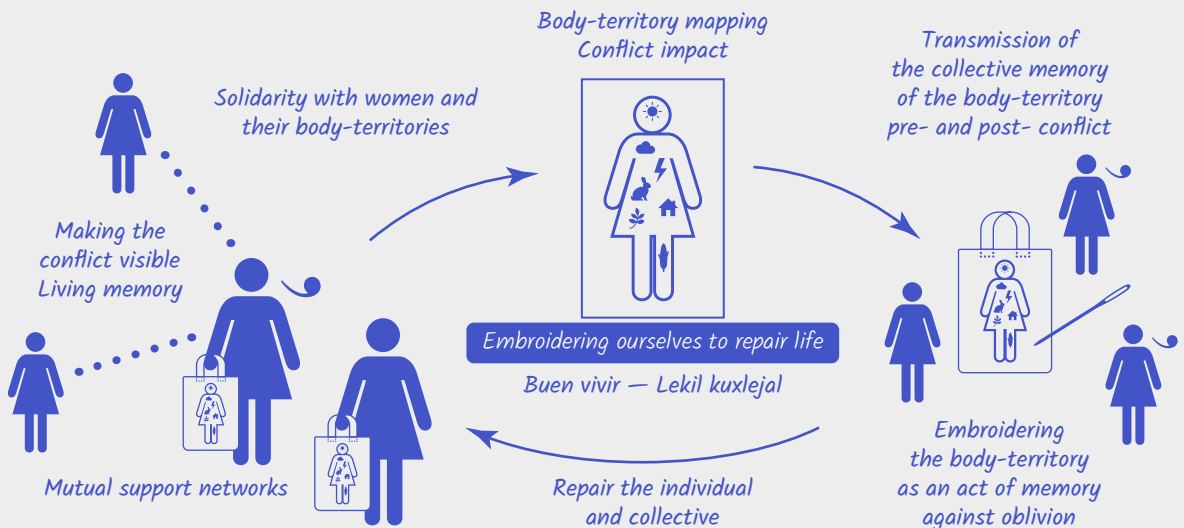 Body-territory mapping
Conflict impact
Transmission of
the collective memory
of the body-territory
pre- and post- conflict
Solidarity with women and
their body-territories
Making the
conflict visible
Living memory
Embroidering ourselves to repair life
Buen vivir — Lekil kuxlejal
Mutual support networks
Repair the individual
and collective
Embroidering
the body-territory
as an act of memory
against oblivion